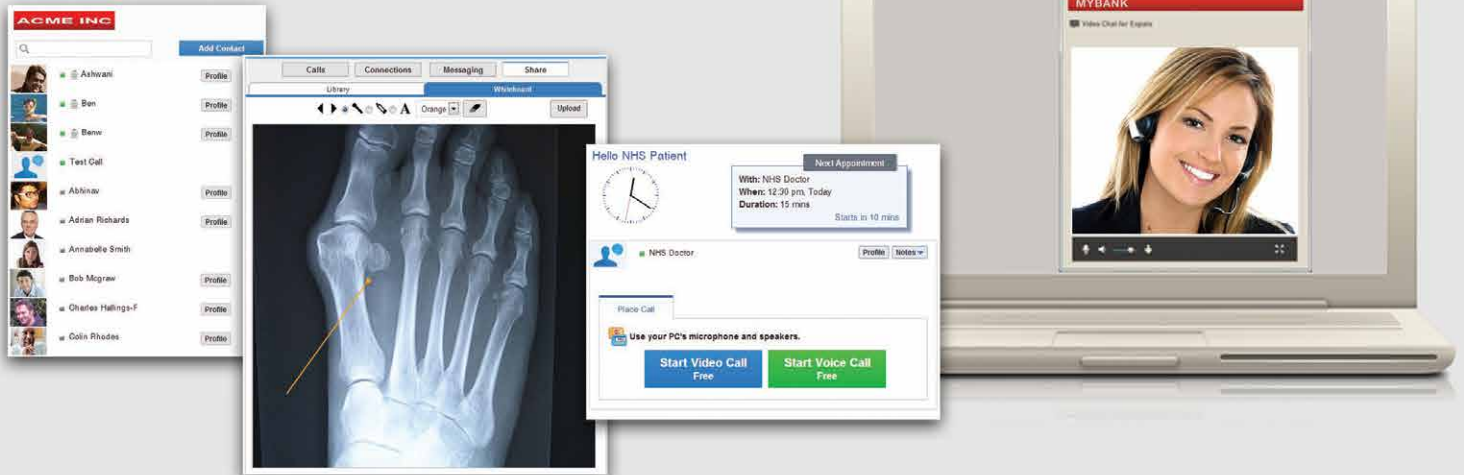 ACME INC
Add Contact
Ashwani
Profile
Ben
Profile
Benw
Profile
Test Call
Abhinav
Profile
Adrian Richards
Profile
Annabelle Smith
Bob Mcgraw
Profile
Charles Hallings-F
Profile
Colin Rhodes
Profile
Calls Connections Messaging Share
Library Whiteboard
A Orange Upload
Hello NHS Patient
Next Appointment
With: NHS Doctor
When: 12:30 pm, Today
Duration: 15 mins
Starts in 10 mins
NHS Doctor
Profile Notes
Place Call
Use your PC's microphone and speakers.
Start Video Call
Free
Start Voice Call
Free
MYBANK
Video Chat for Expats